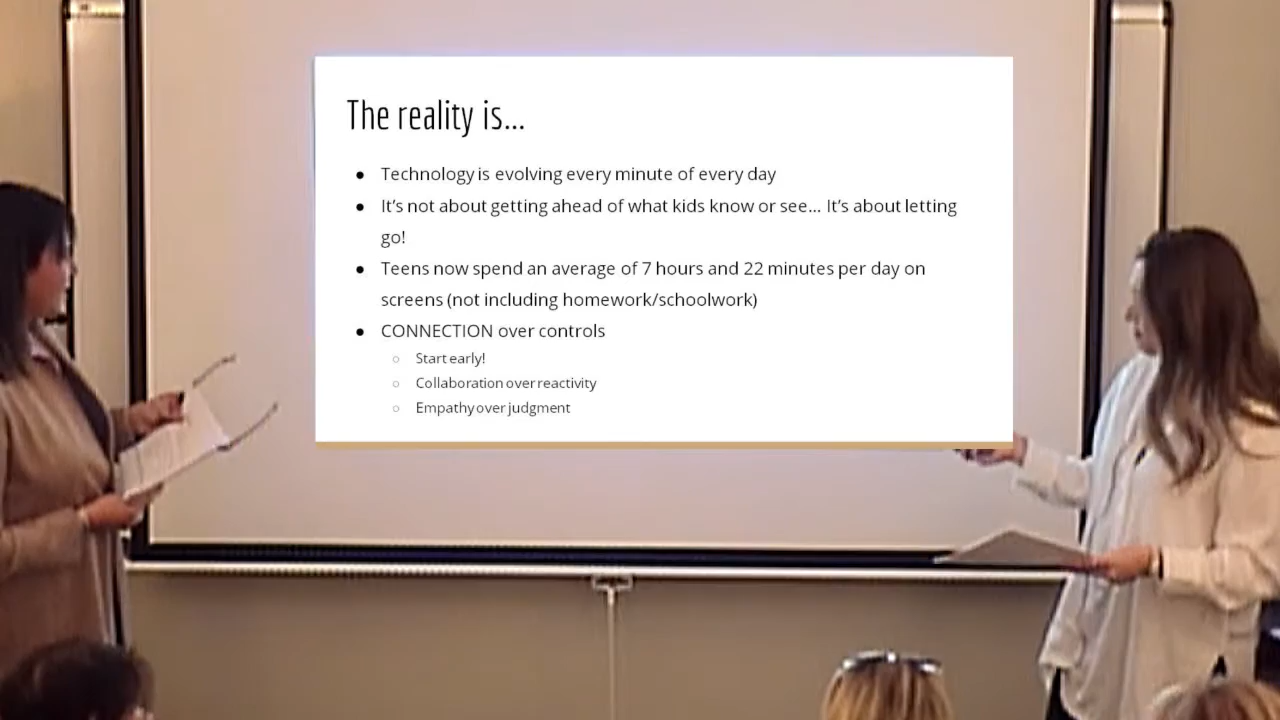 The reality is...
● Technology is evolving every minute of every day
● It's not about getting ahead of what kids know or see... It's about letting
go!
● Teens now spend an average of 7 hours and 22 minutes per day on
screens (not including homework/schoolwork)
● CONNECTION over controls
○ Start early!
○ Collaboration over reactivity
○ Empathy over judgment